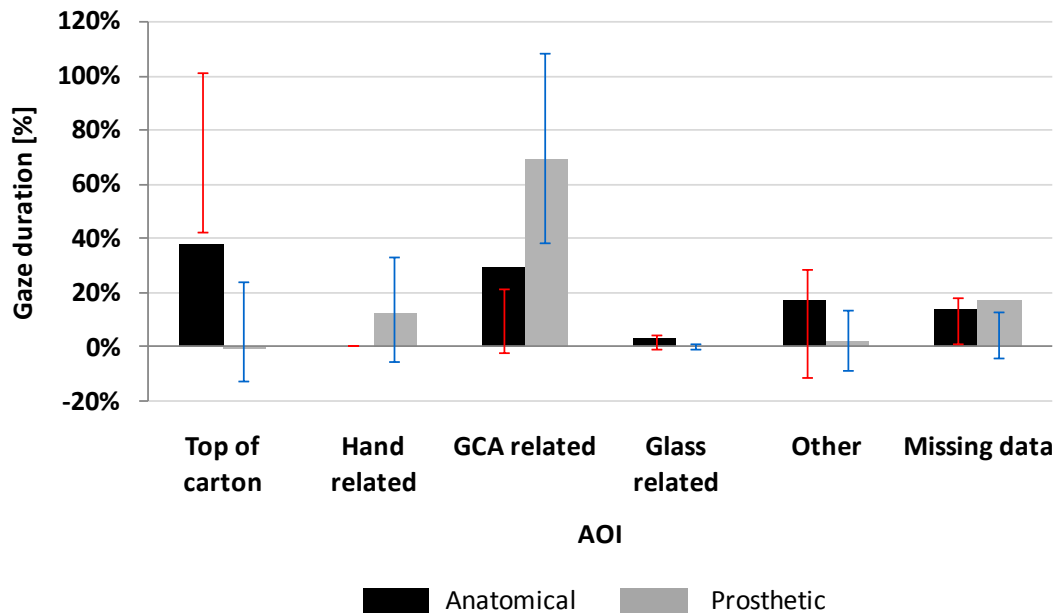 120%
100%
80%
60%
40%
20%
0%
-20%
Gaze duration [%]
Top of carton
Hand related
GCA related
Glass related
Other
Missing data
AOI
Anatomical
Prosthetic